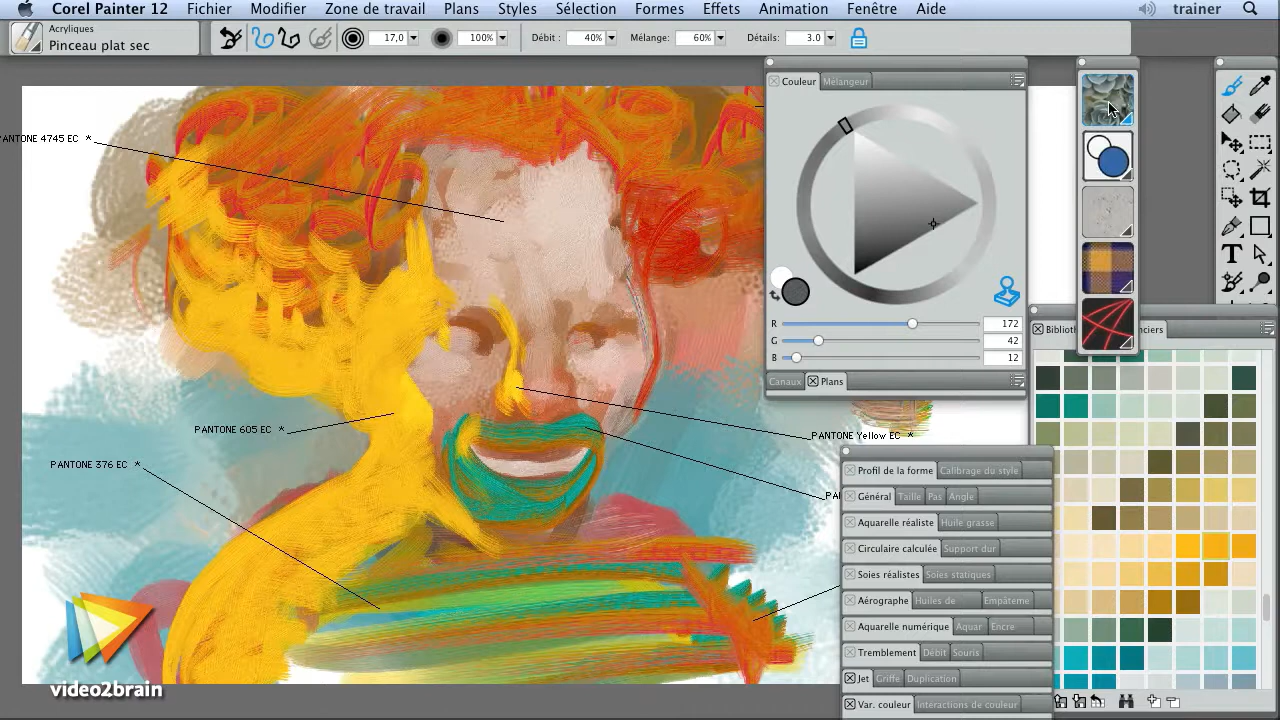 Corel Painter 12 Fichier Modifier Zone de travail Plans Styles Sélection Formes Effets Animation Fenêtre Aide trainer
Acryliques
Pinceau plat sec
17,0 100% Débit : 40% Mélange: 60% Détails: 3.0
Couleur Mélangeur
PANTONE 4745 EC *
R 172
G 42
B 12
Bibliot nciers
Canaux Plans
PANTONE 605 EC *
PANTONE Yellow EC *
PANTONE 376 EC *
PA
Profil de la forme Calibrage du style
Général Taille Pas Angle
Aquarelle réaliste Huile grasse
Circulaire calculée Support dur
Soies réalistes Soies statiques
Aérographe Huiles de Empâteme
Aquarelle numérique Aquar Encre
Tremblement Débit Souris
Jet Griffe Duplication
Var. couleur Interactions de couleur
video2brain